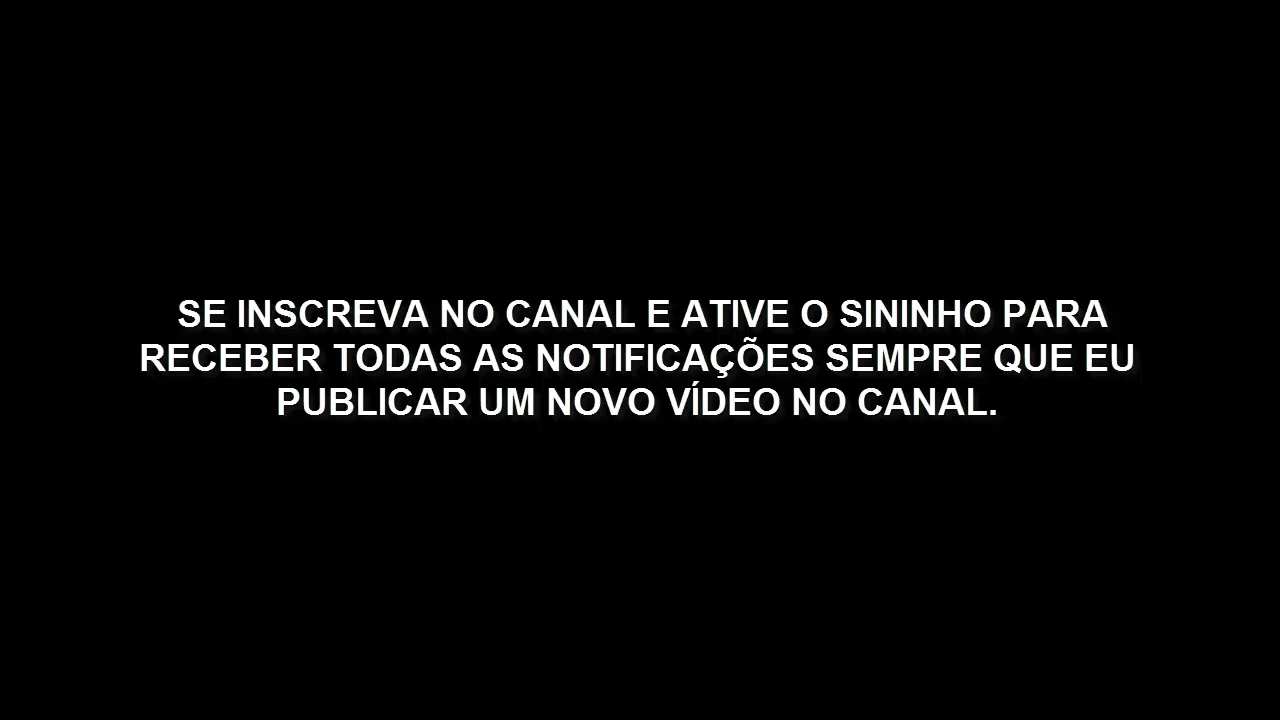 SE INSCREVA NO CANAL E ATIVE O SININHO PARA
RECEBER TODAS AS NOTIFICAÇÕES SEMPRE QUE EU
PUBLICAR UM NOVO VÍDEO NO CANAL.